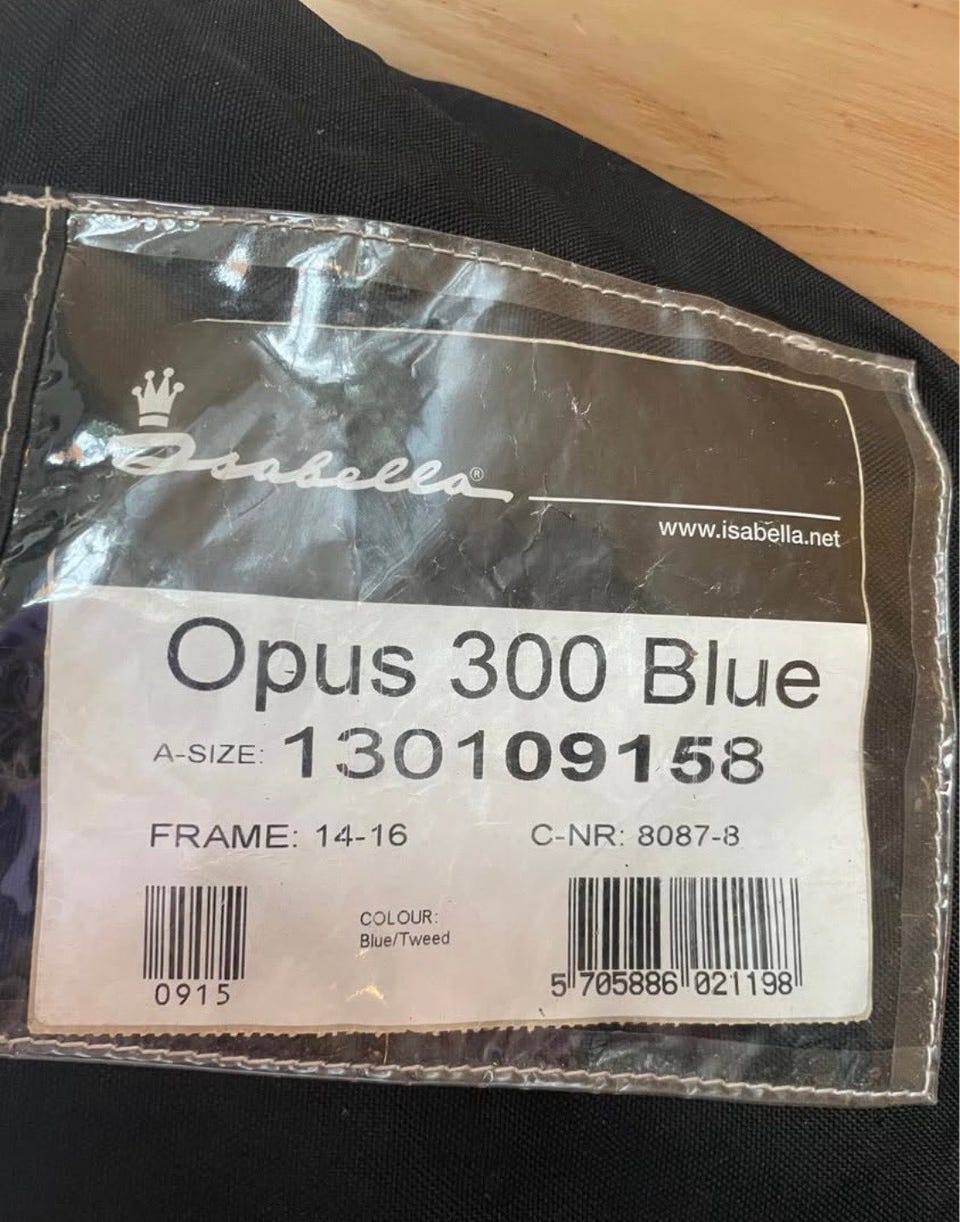 Isabella®
www.isabella.net
Opus 300 Blue
A-SIZE: 130109158
FRAME: 14-16 C-NR: 8087-8
COLOUR:
Blue/Tweed
0915
5 705886 021198